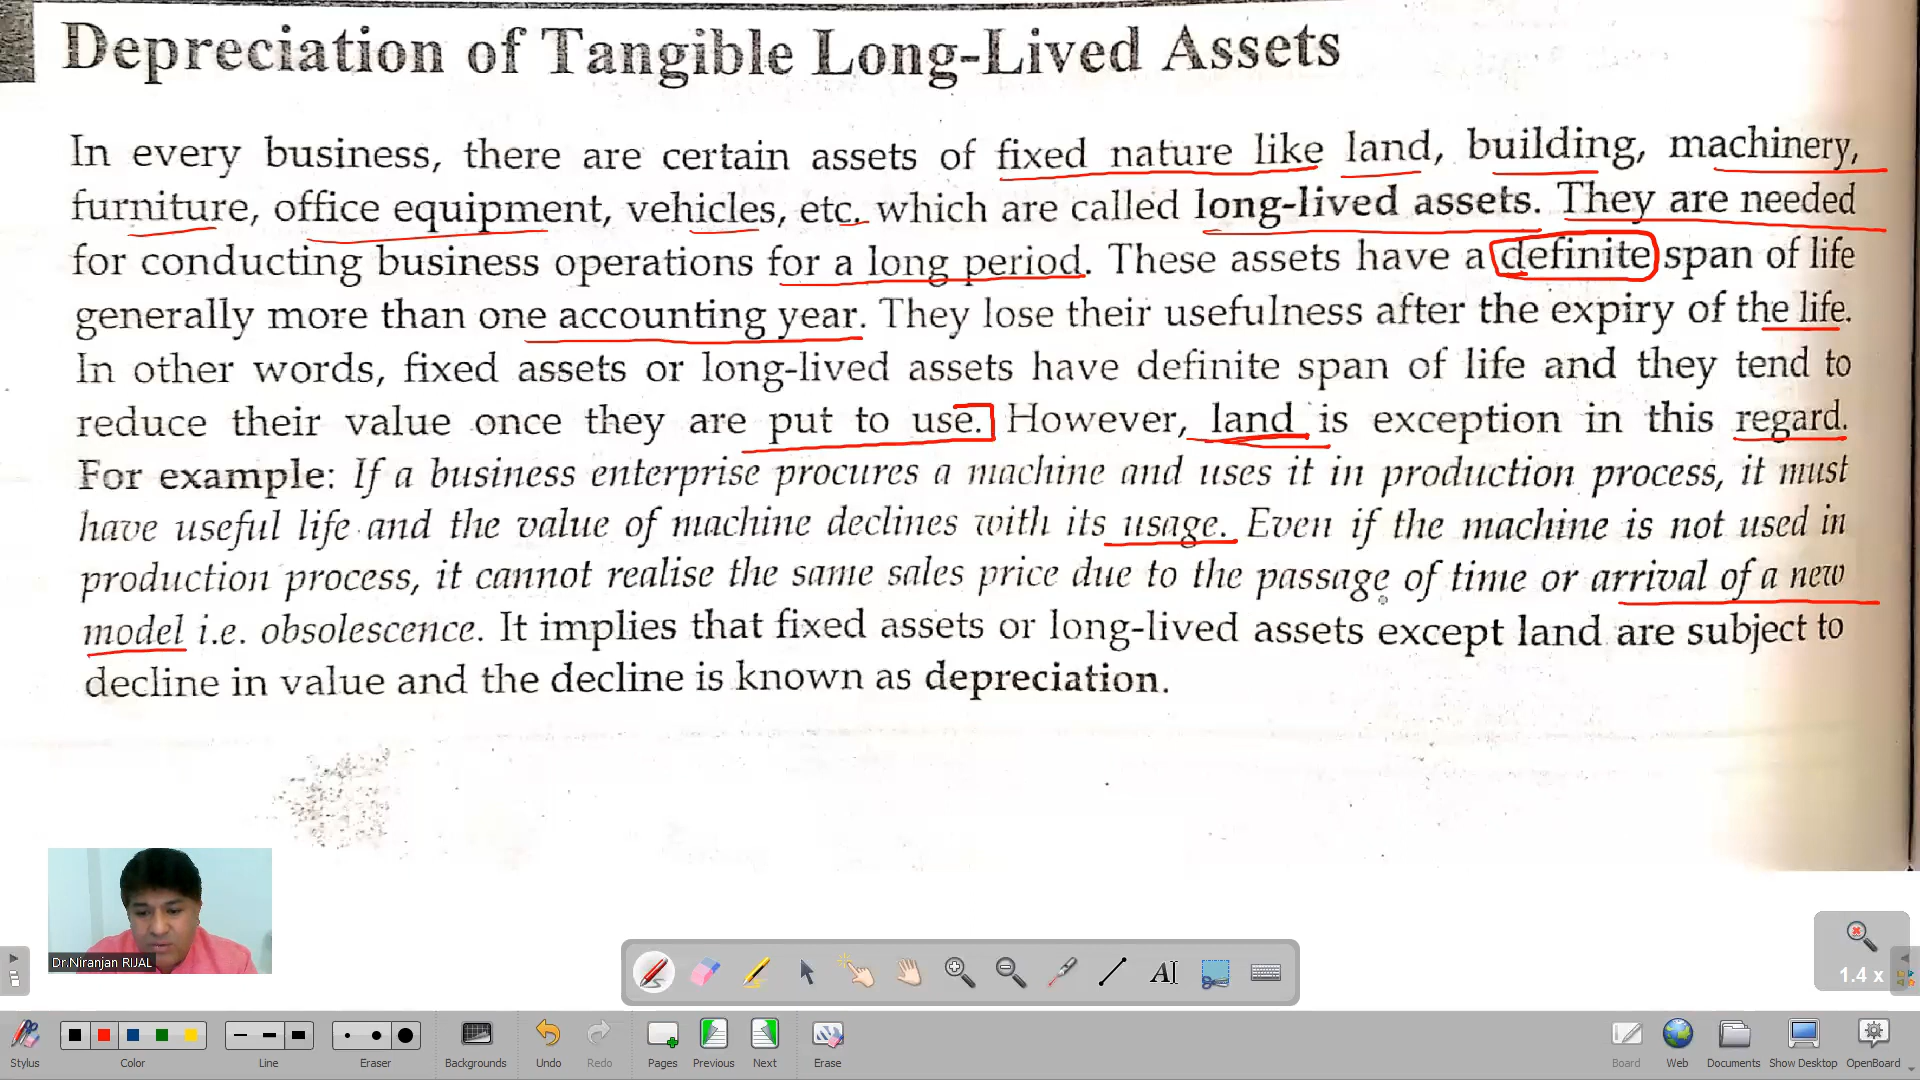 Depreciation of Tangible Long-Lived Assets
In every business, there are certain assets of fixed nature like land, building, machinery,
furniture, office equipment, vehicles, etc. which are called long-lived assets. They are needed
for conducting business operations for a long period. These assets have a definite span of life
generally more than one accounting year. They lose their usefulness after the expiry of the life.
In other words, fixed assets or long-lived assets have definite span of life and they tend to
reduce their value once they are put to use. However, land is exception in this regard.
For example: If a business enterprise procures a machine and uses it in production process, it must
have useful life and the value of machine declines with its usage. Even if the machine is not used in
production process, it cannot realise the same sales price due to the passage of time or arrival of a new
model i.e. obsolescence. It implies that fixed assets or long-lived assets except land are subject to
decline in value and the decline is known as depreciation.
Dr.Niranjan RIJAL
1.4 x
Stylus Color Line Eraser Backgrounds Undo Redo Pages Previous Next Erase Board Web Documents Show Desktop OpenBoard